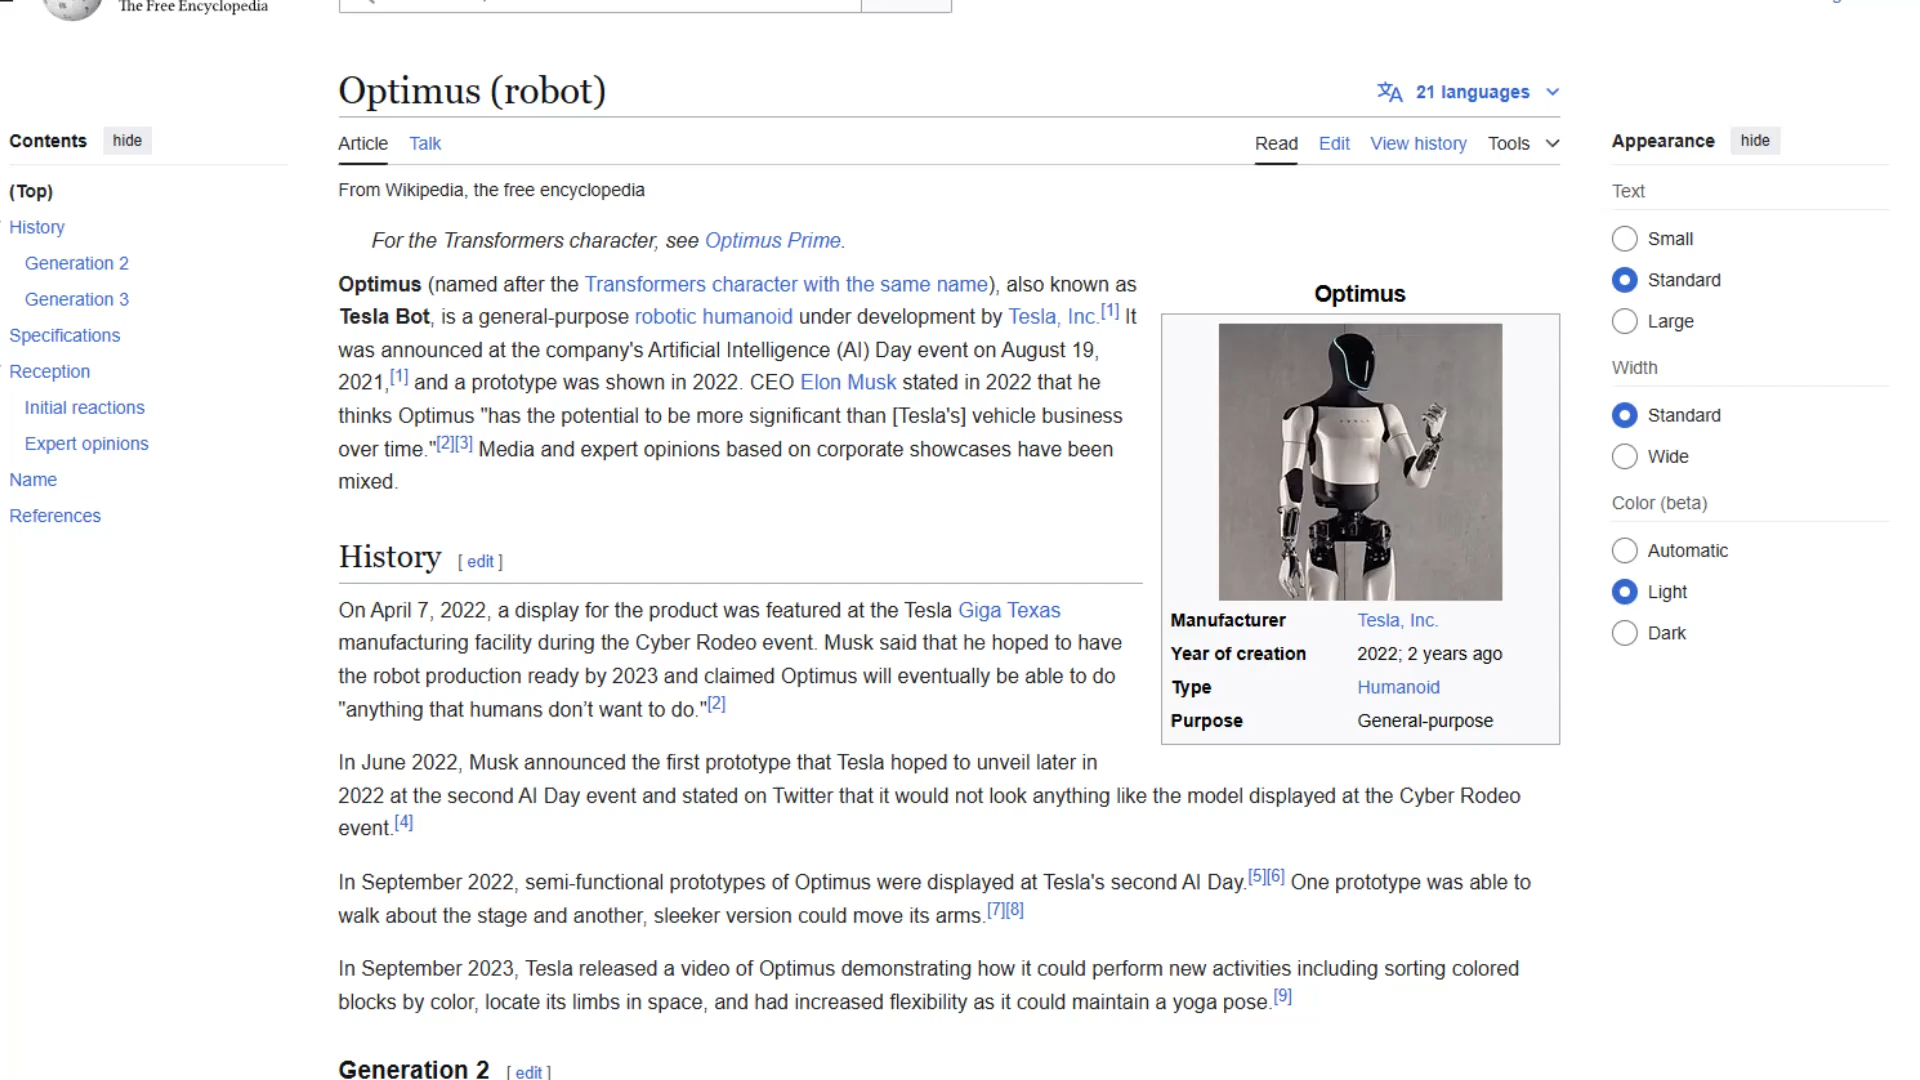 The Free Encyclopedia
Optimus (robot)
21 languages
Contents hide
Article Talk
Read Edit View history Tools
Appearance hide
(Top)
History
Generation 2
Generation 3
Specifications
Reception
Initial reactions
Expert opinions
Name
References
From Wikipedia, the free encyclopedia
For the Transformers character, see Optimus Prime.
Optimus (named after the Transformers character with the same name), also known as
Tesla Bot, is a general-purpose robotic humanoid under development by Tesla, Inc.[1] It
was announced at the company's Artificial Intelligence (AI) Day event on August 19,
2021,[1] and a prototype was shown in 2022. CEO Elon Musk stated in 2022 that he
thinks Optimus "has the potential to be more significant than [Tesla's] vehicle business
over time."[2][3] Media and expert opinions based on corporate showcases have been
mixed.
History [ edit ]
On April 7, 2022, a display for the product was featured at the Tesla Giga Texas
manufacturing facility during the Cyber Rodeo event. Musk said that he hoped to have
the robot production ready by 2023 and claimed Optimus will eventually be able to do
"anything that humans don’t want to do."[2]
In June 2022, Musk announced the first prototype that Tesla hoped to unveil later in
2022 at the second AI Day event and stated on Twitter that it would not look anything like the model displayed at the Cyber Rodeo
event.[4]
In September 2022, semi-functional prototypes of Optimus were displayed at Tesla's second AI Day.[5][6] One prototype was able to
walk about the stage and another, sleeker version could move its arms.[7][8]
In September 2023, Tesla released a video of Optimus demonstrating how it could perform new activities including sorting colored
blocks by color, locate its limbs in space, and had increased flexibility as it could maintain a yoga pose.[9]
Generation 2 [ edit ]
Optimus
TESLA
Manufacturer Tesla, Inc.
Year of creation 2022; 2 years ago
Type Humanoid
Purpose General-purpose
Text
Small
Standard
Large
Width
Standard
Wide
Color (beta)
Automatic
Light
Dark